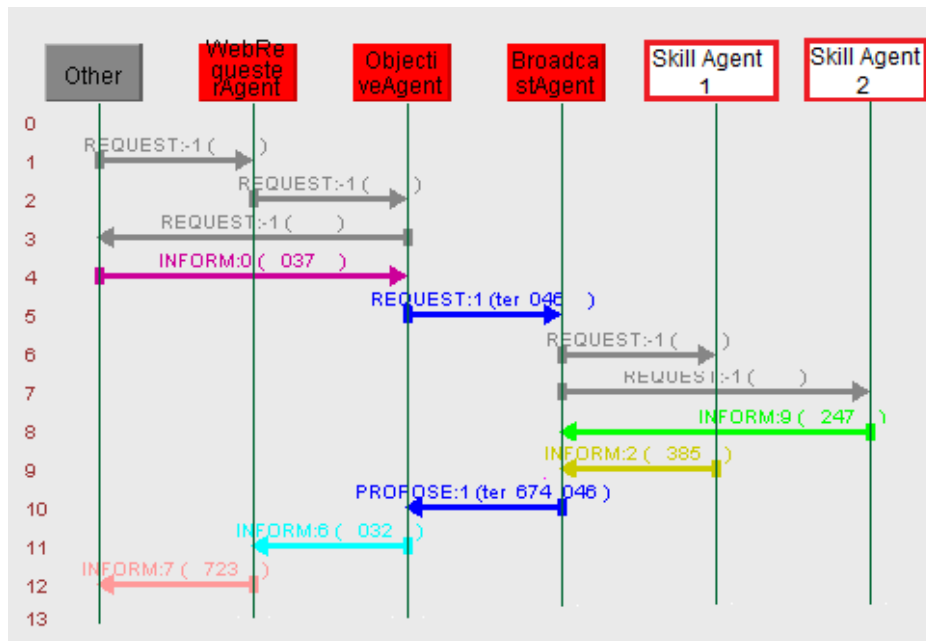 Other
WebRe
queste
rAgent
Objecti
veAgent
Broadca
stAgent
Skill Agent
1
Skill Agent
2
0
REQUEST:-1 ( )
1
REQUEST:-1 ( )
2
REQUEST:-1 ( )
3
INFORM:0 ( 037 )
4
REQUEST:1 (ter 046 )
5
REQUEST:-1 ( )
6
REQUEST:-1 ( )
7
INFORM:9 ( 247 )
8
INFORM:2 ( 385 )
9
PROPOSE:1 (ter 674 046 )
10
INFORM:6 ( 032 )
11
INFORM:7 ( 723 )
12
13